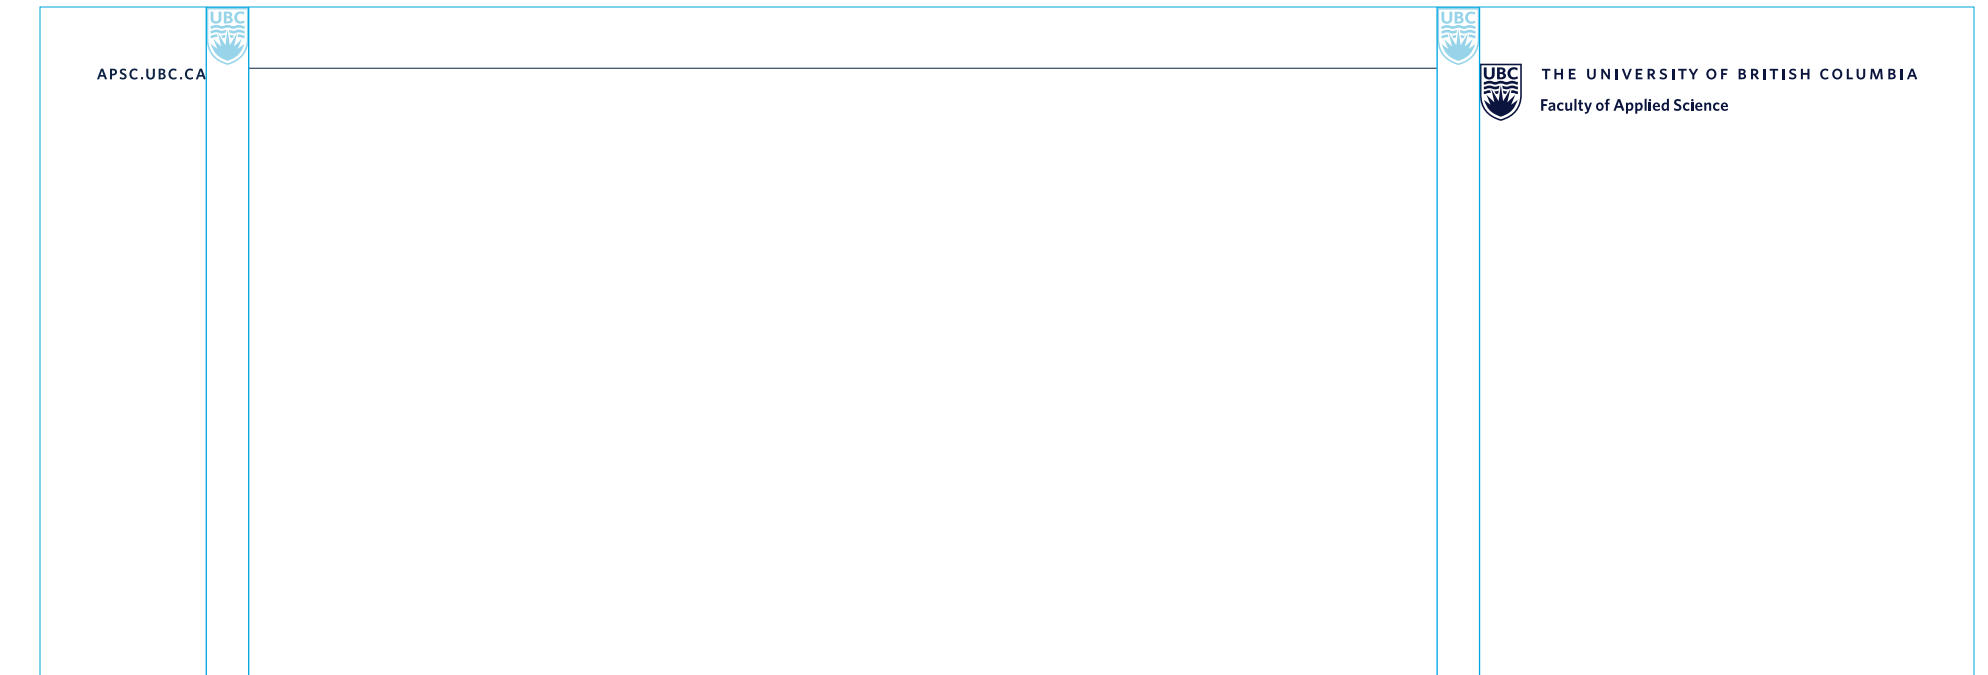 UBC
UBC
APSC.UBC.CA
UBC
THE UNIVERSITY OF BRITISH COLUMBIA
Faculty of Applied Science